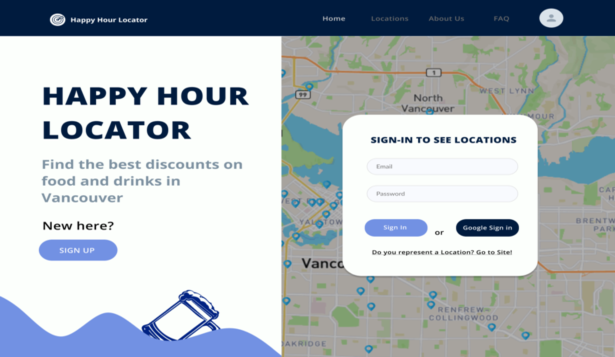 Happy Hour Locator
Home Locations About Us FAQ
HAPPY HOUR
LOCATOR
Find the best discounts on
food and drinks in
Vancouver
New here?
SIGN UP
1
99
WEST LYNN
North
Vancouver
SIGN-IN TO SEE LOCATIONS
Email
Password
Sign In or Google Sign in
Do you represent a Location? Go to Site!
Vanco
RENFREW-
COLLINGWOOD